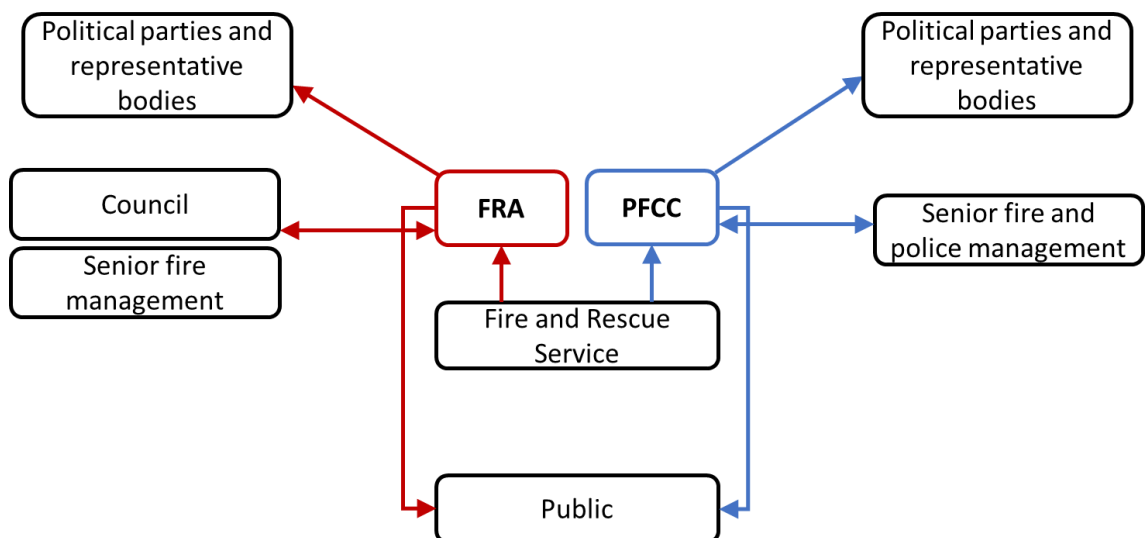 Political parties and
representative
bodies
Political parties and
representative
bodies
Council
FRA
PFCC
Senior fire and
police management
Senior fire
management
Fire and Rescue
Service
Public